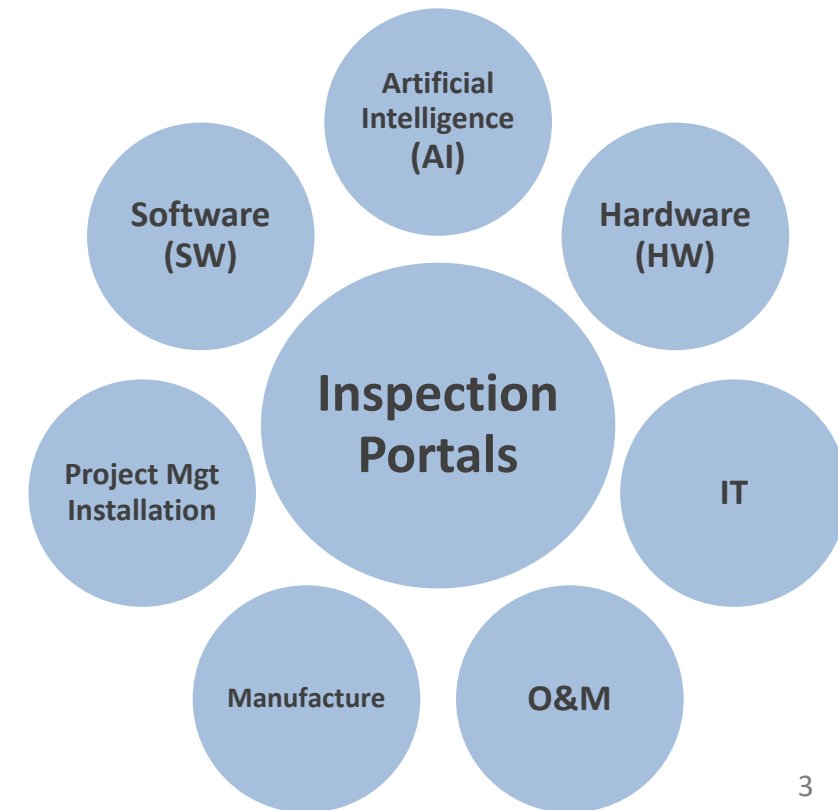 Artificial
Intelligence
(AI)
Software
(SW)
Hardware
(HW)
Inspection
Portals
Project Mgt
Installation
IT
Manufacture
O&M
3